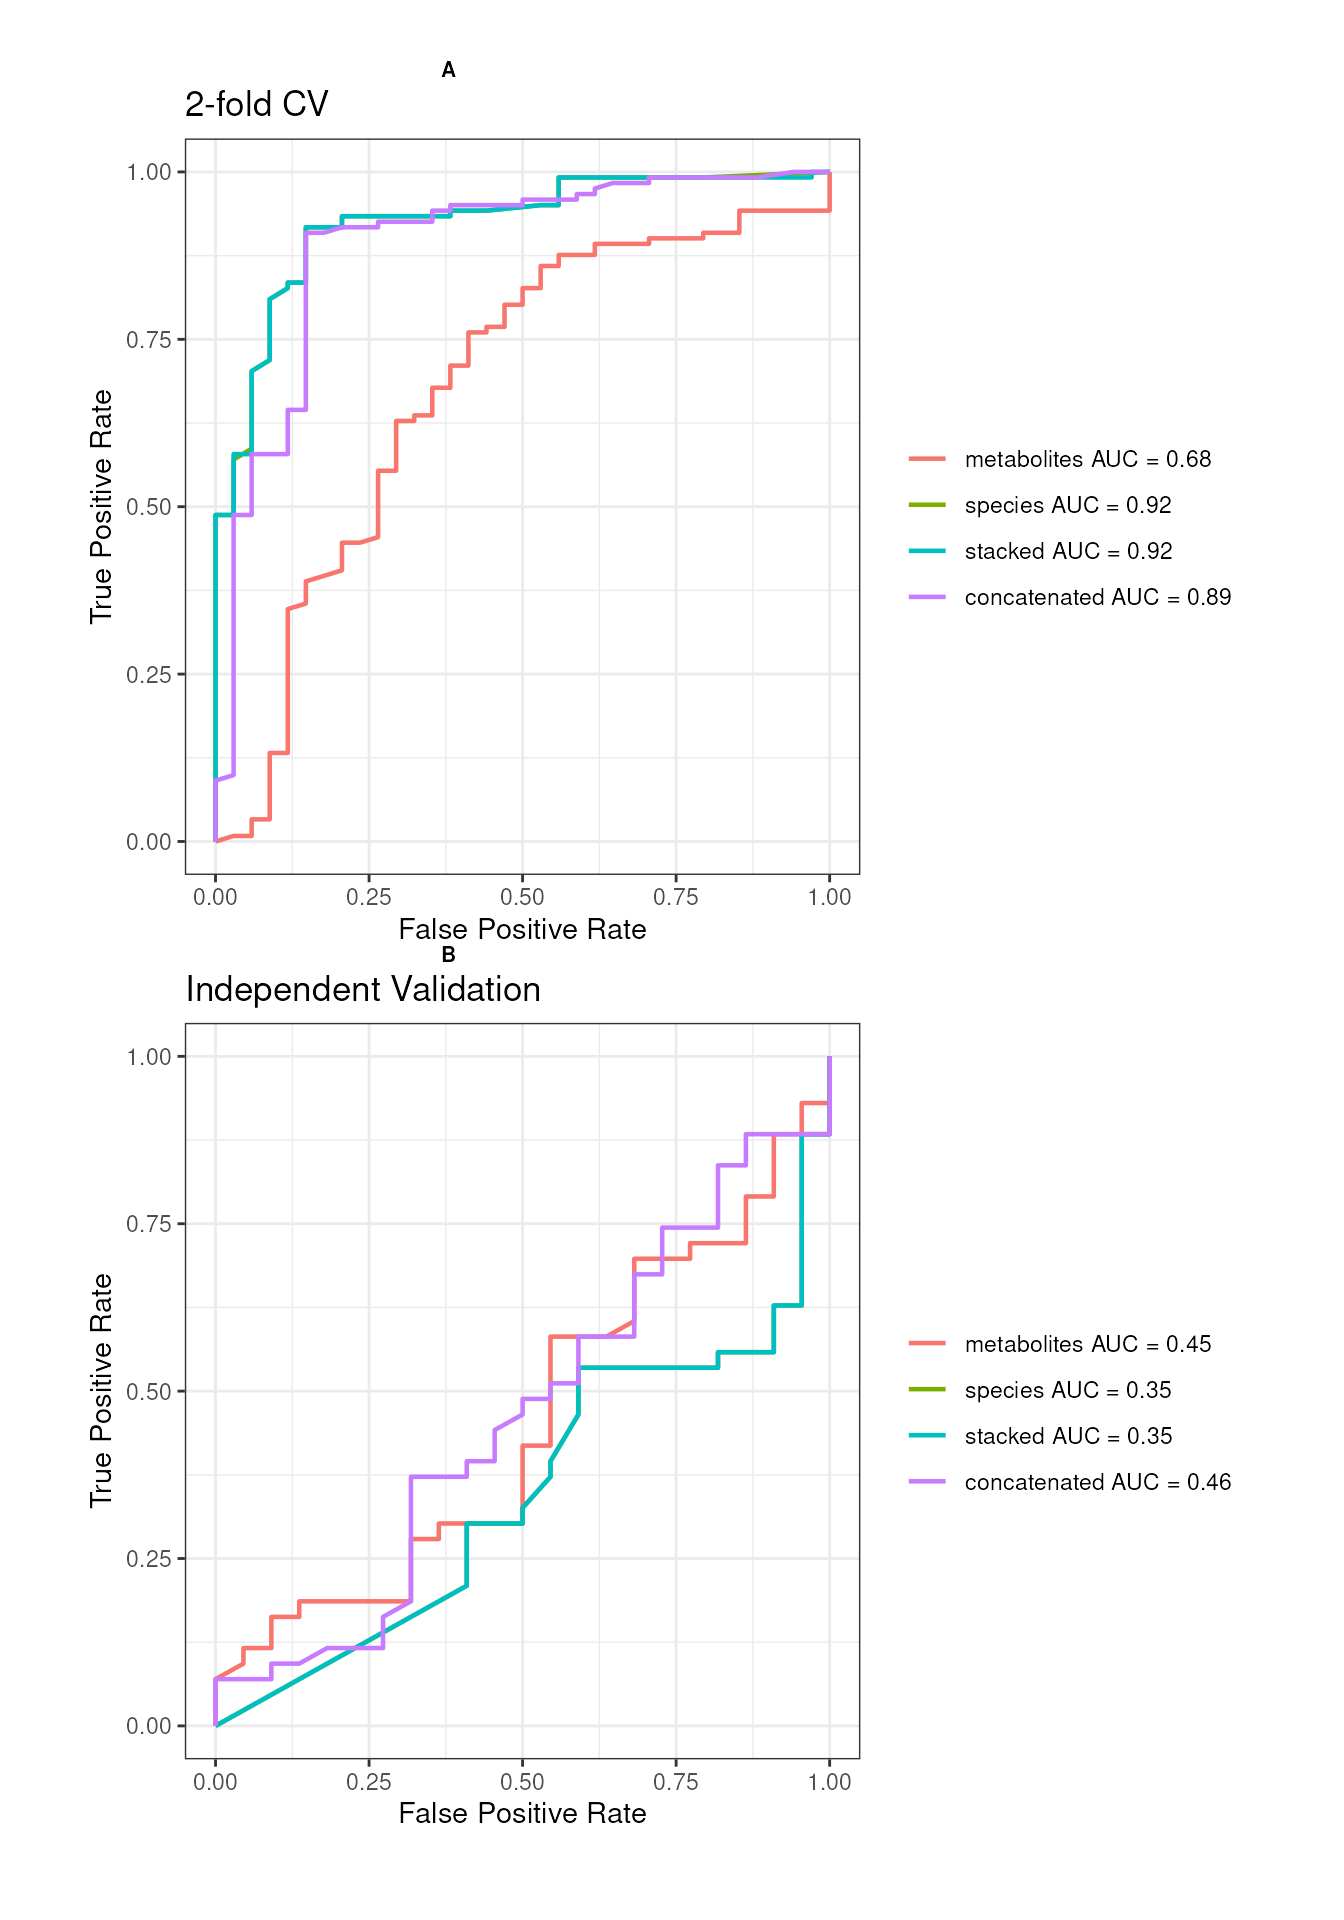 A
2-fold CV
True Positive Rate
1.00
0.75
0.50
0.25
0.00
0.00 0.25 0.50 0.75 1.00
False Positive Rate
metabolites AUC = 0.68
species AUC = 0.92
stacked AUC = 0.92
concatenated AUC = 0.89
B
Independent Validation
True Positive Rate
1.00
0.75
0.50
0.25
0.00
0.00 0.25 0.50 0.75 1.00
False Positive Rate
metabolites AUC = 0.45
species AUC = 0.35
stacked AUC = 0.35
concatenated AUC = 0.46